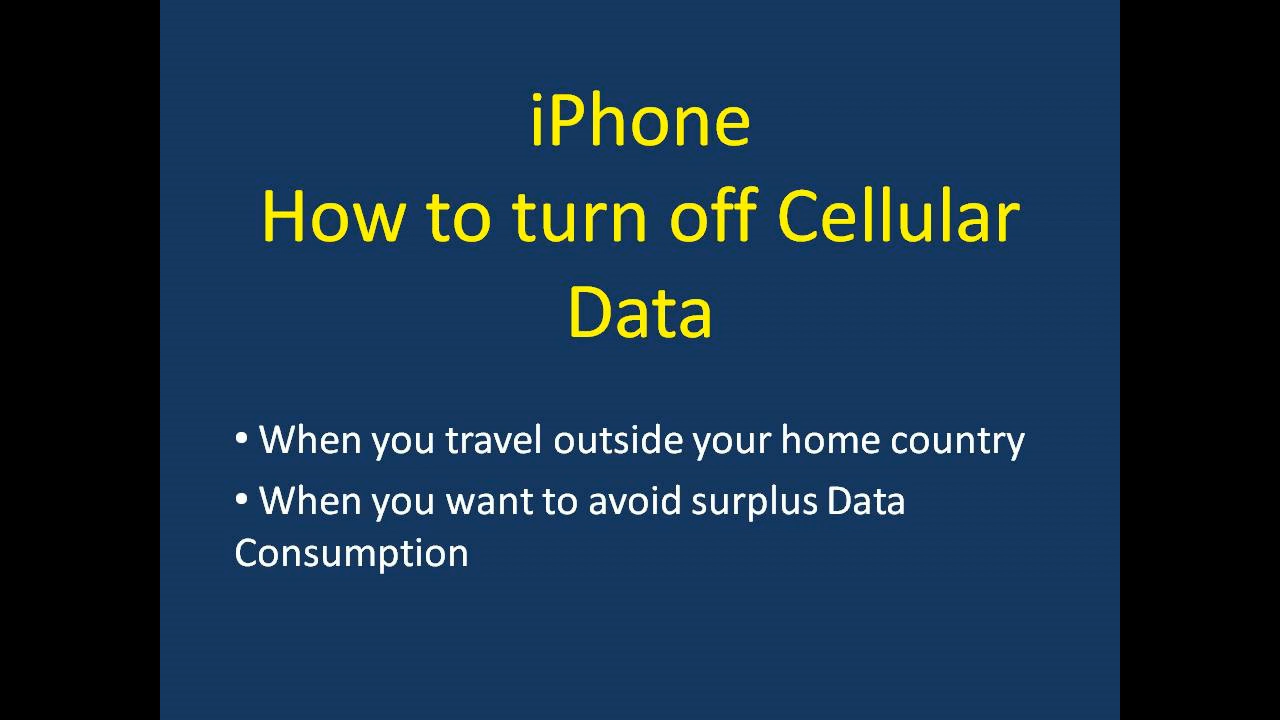 iPhone
How to turn off Cellular
Data
• When you travel outside your home country
• When you want to avoid surplus Data
Consumption